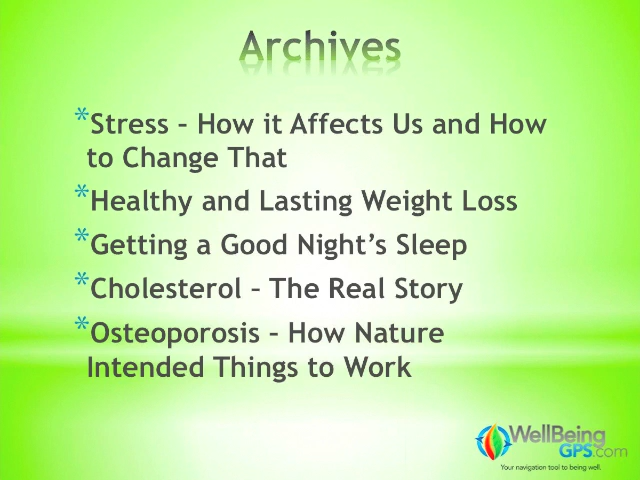 Archives
*Stress – How it Affects Us and How
to Change That
*Healthy and Lasting Weight Loss
*Getting a Good Night’s Sleep
*Cholesterol – The Real Story
*Osteoporosis – How Nature
Intended Things to Work
WellBeing
GPS.com
Your navigation tool to being well.